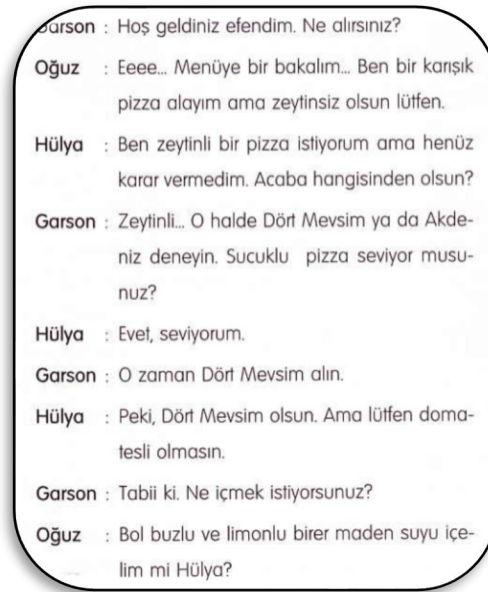 Garson : Hoş geldiniz efendim. Ne alırsınız?
Oğuz : Eeee... Menüye bir bakalım... Ben bir karışık
pizza alayım ama zeytinsiz olsun lütfen.
Hülya : Ben zeytinli bir pizza istiyorum ama henüz
karar vermedim. Acaba hangisinden olsun?
Garson : Zeytinli... O halde Dört Mevsim ya da Akde-
niz deneyin. Sucuklu pizza seviyor musu-
nuz?
Hülya : Evet, seviyorum.
Garson : O zaman Dört Mevsim alın.
Hülya : Peki, Dört Mevsim olsun. Ama lütfen doma-
tesli olmasın.
Garson : Tabii ki. Ne içmek istiyorsunuz?
Oğuz : Bol buzlu ve limonlu birer maden suyu içe-
lim mi Hülya?